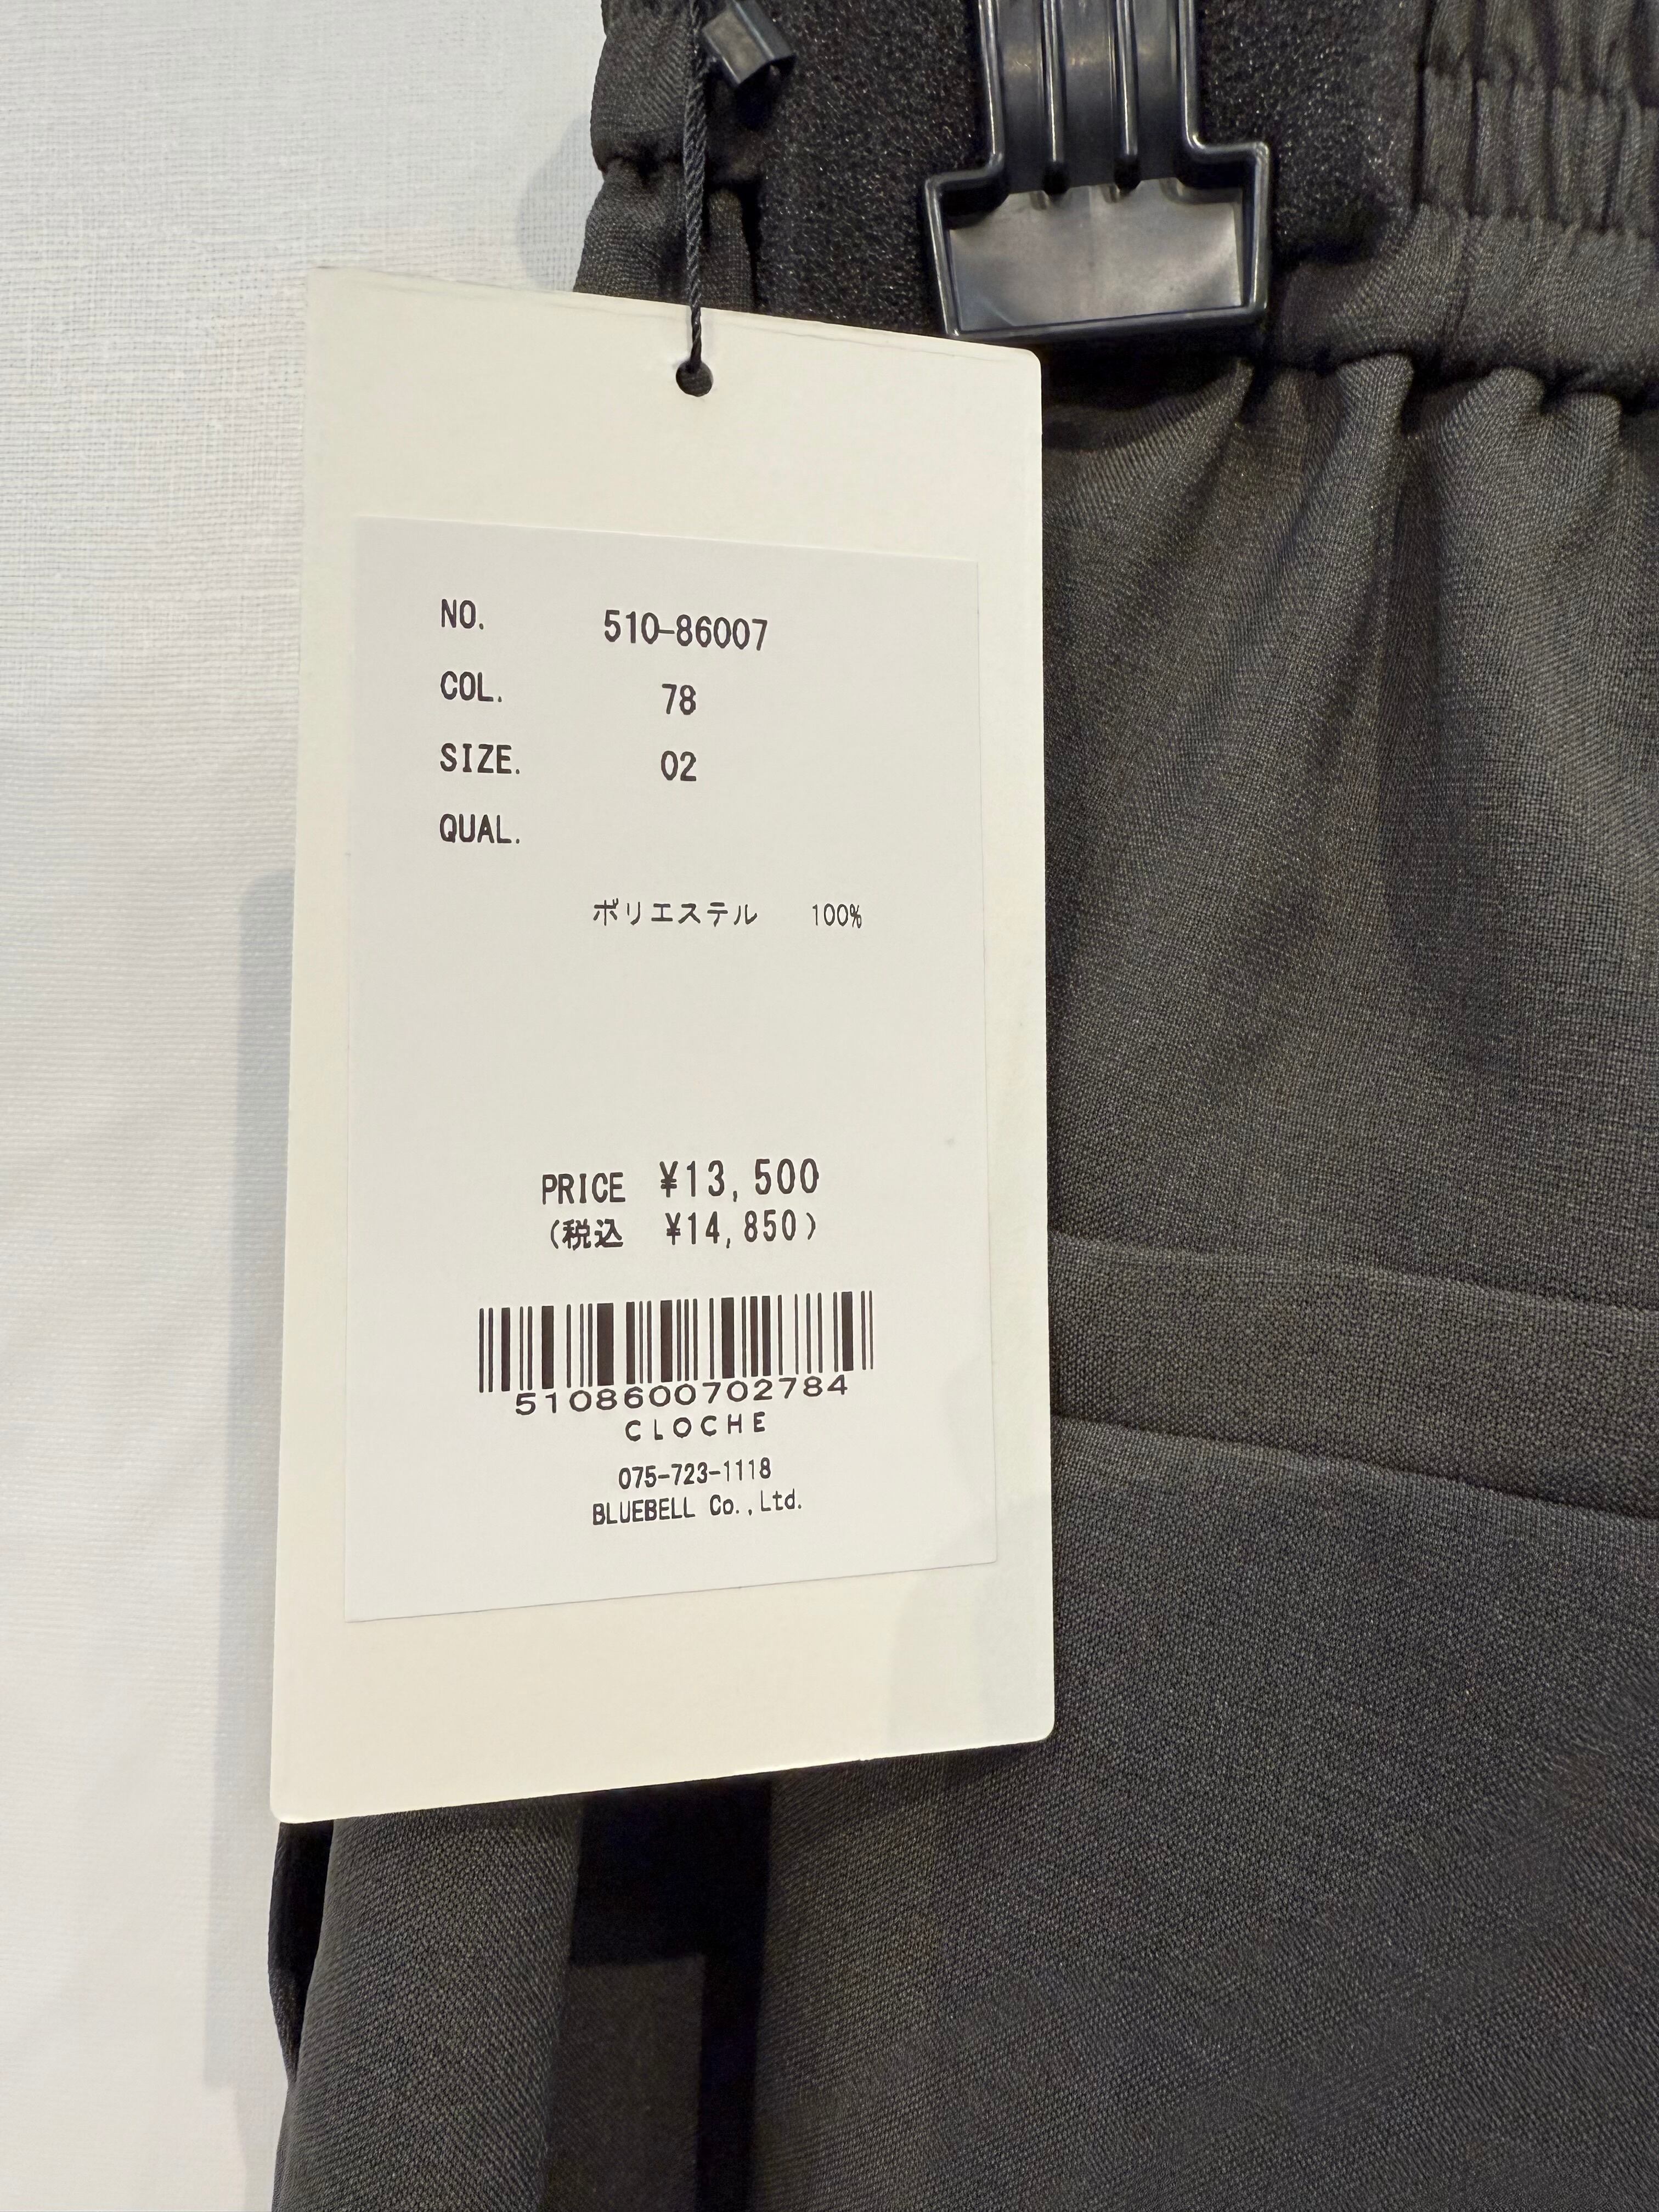 NO. 510-86007
COL. 78
SIZE. 02
QUAL.
ポリエステル 100%
PRICE ¥13,500
(税込 ¥14,850)
5108600702784
CLOCHE
075-723-1118
BLUEBELL Co.,Ltd.